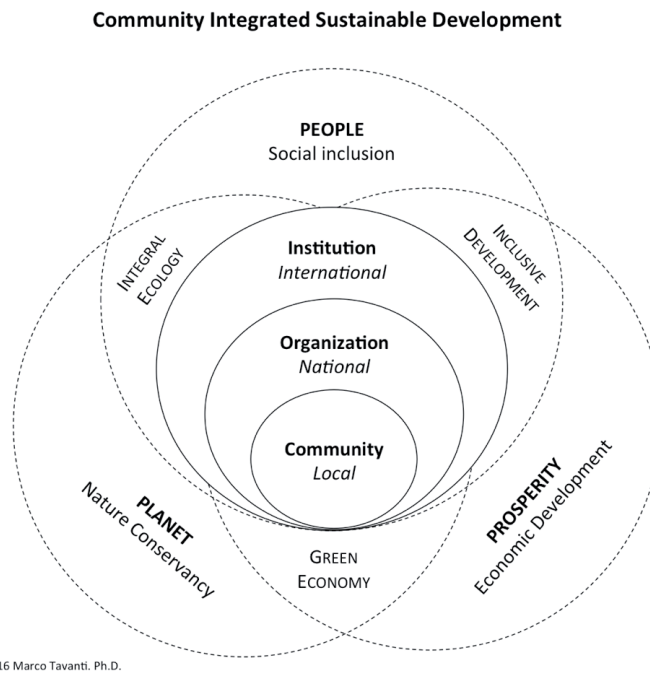 Community Integrated Sustainable Development
PEOPLE
Social inclusion
INTEGRAL
ECOLOGY
INCLUSIVE
DEVELOPMENT
Institution
International
Organization
National
Community
Local
PLANET
Nature Conservancy
PROSPERITY
Economic Development
GREEN
ECONOMY
16 Marco Tavanti. Ph.D.